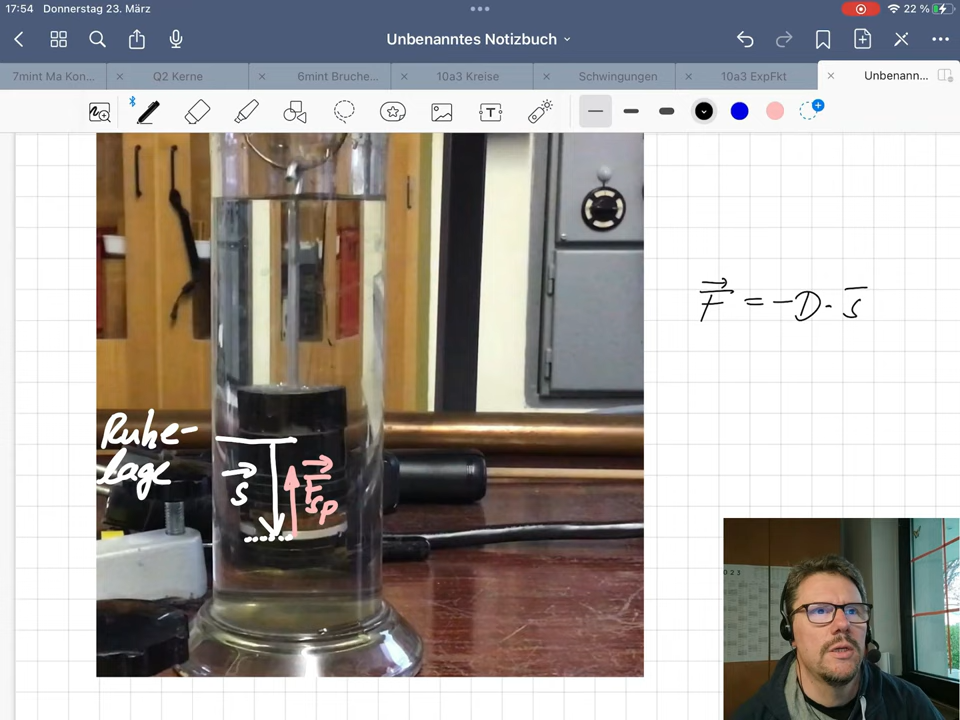 17:54 Donnerstag 23. März
22 %
Unbenanntes Notizbuch
7mint Ma Kon...
Q2 Kerne
6mint Bruche...
10a3 Kreise
Schwingungen
10a3 ExpFkt
Unbenann...
F = -D · s
Ruhe-
lage
s
F sp